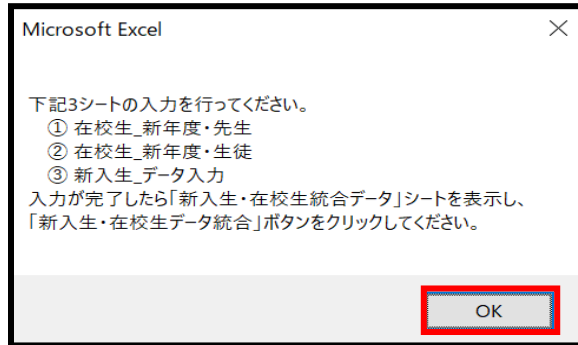 Microsoft Excel
下記3シートの入力を行ってください。
① 在校生_新年度・先生
② 在校生_新年度・生徒
③ 新入生_データ入力
入力が完了したら「新入生・在校生統合データ」シートを表示し、
「新入生・在校生データ統合」ボタンをクリックしてください。
OK